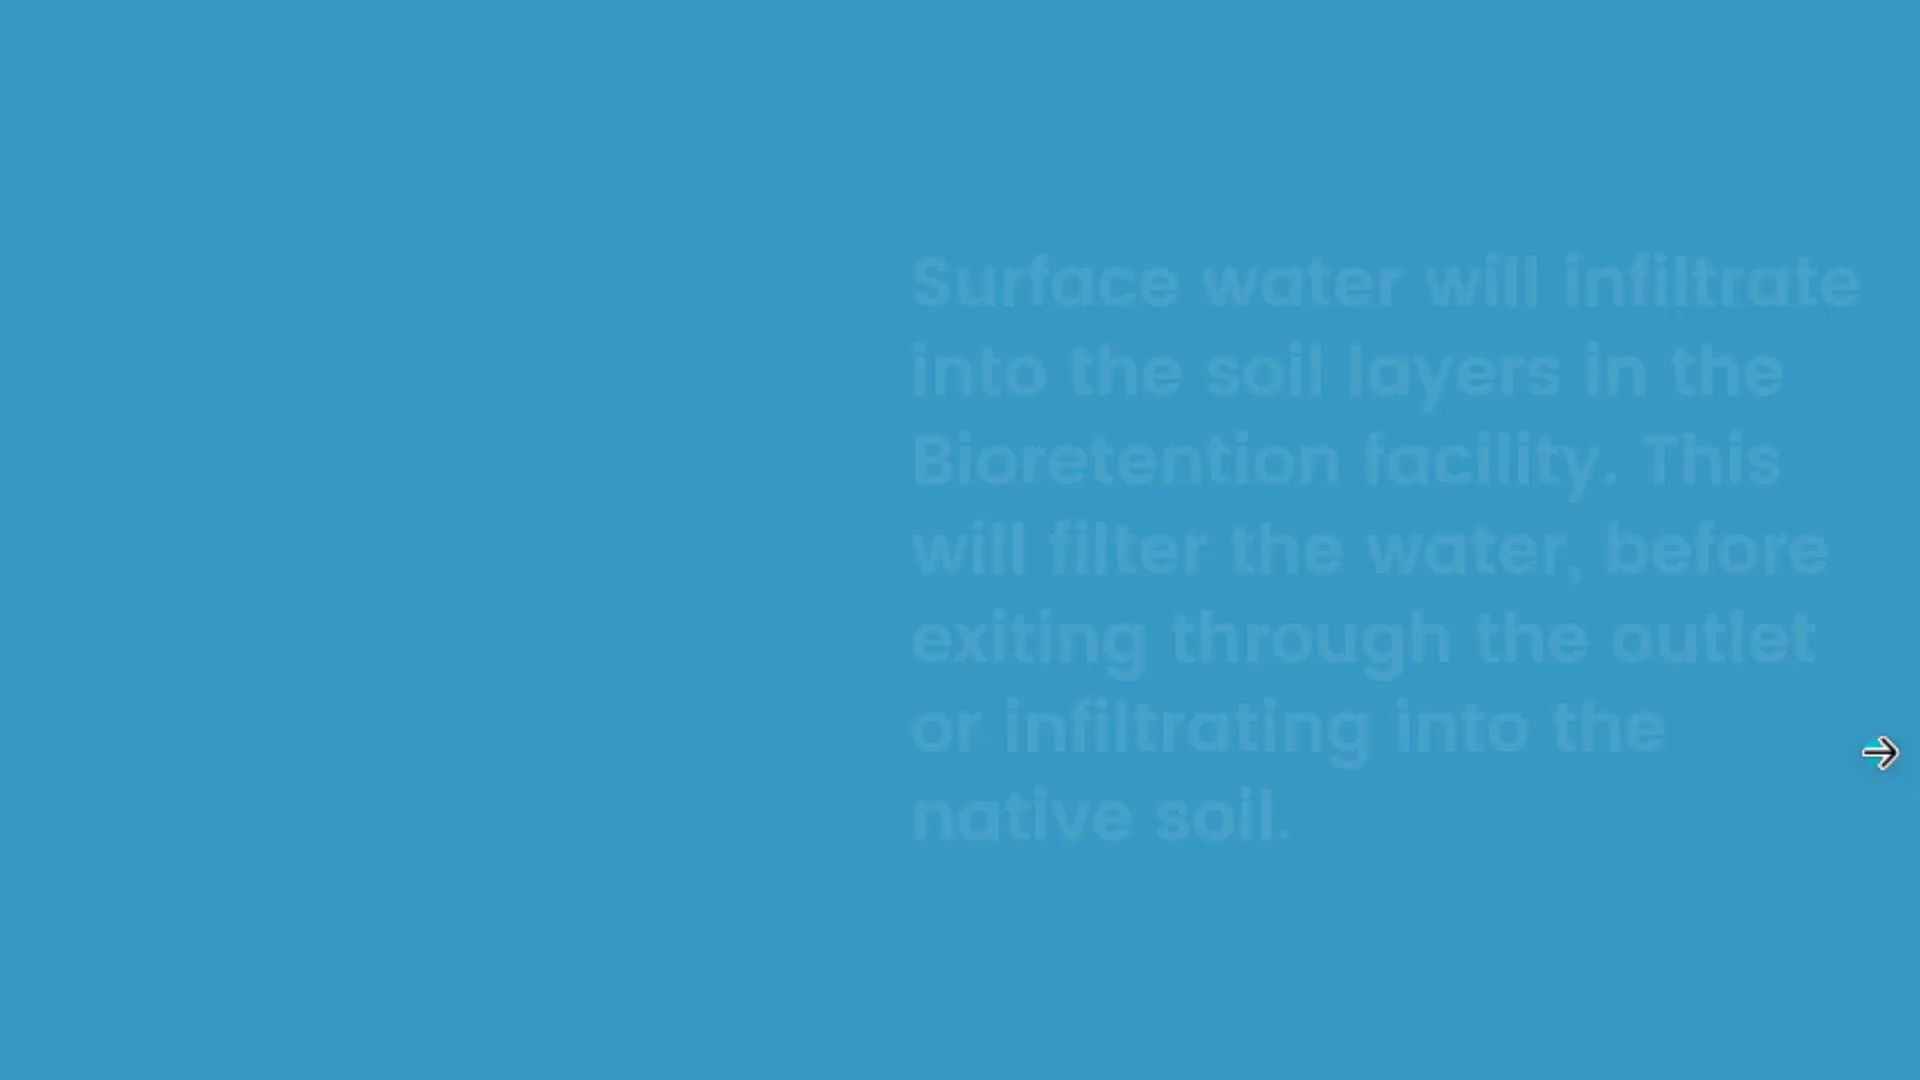 Surface water will infiltrate
into the soil layers in the
Bioretention facility. This
will filter the water, before
exiting through the outlet
or infiltrating into the
native soil.